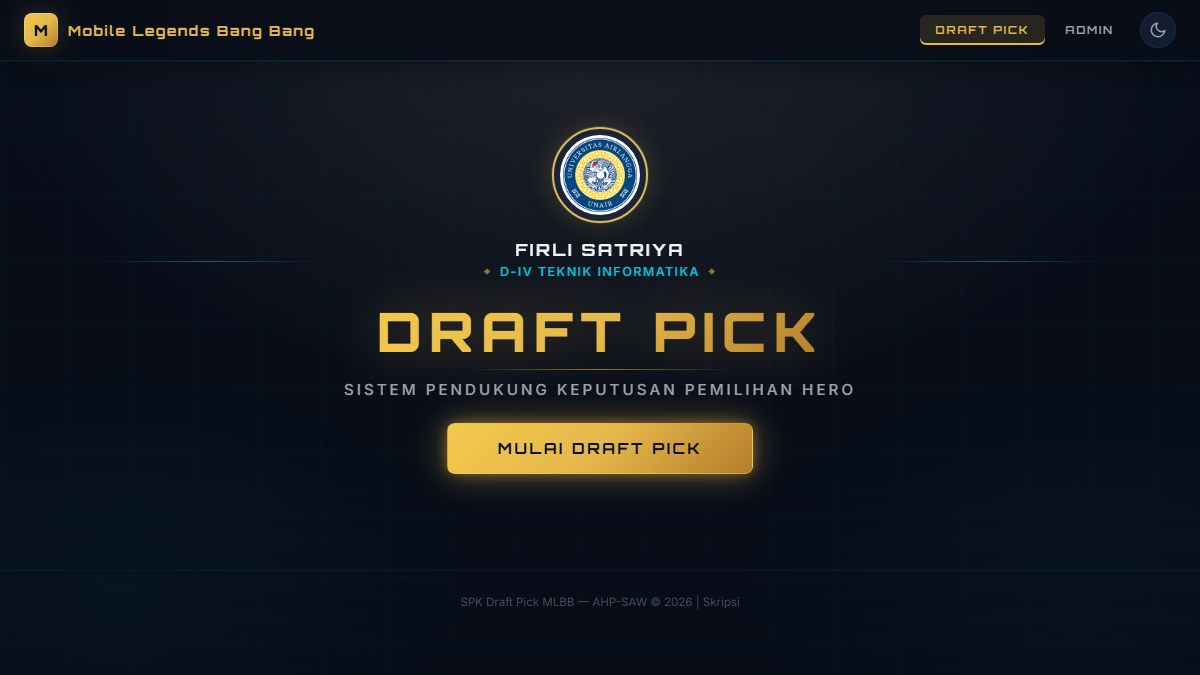 M Mobile Legends Bang Bang
DRAFT PICK
ADMIN
UNIVERSITAS AIRLANGGA
UNAIR
FIRLI SATRIYA
D-IV TEKNIK INFORMATIKA
DRAFT PICK
SISTEM PENDUKUNG KEPUTUSAN PEMILIHAN HERO
MULAI DRAFT PICK
SPK Draft Pick MLBB — AHP-SAW © 2026 | Skripsi